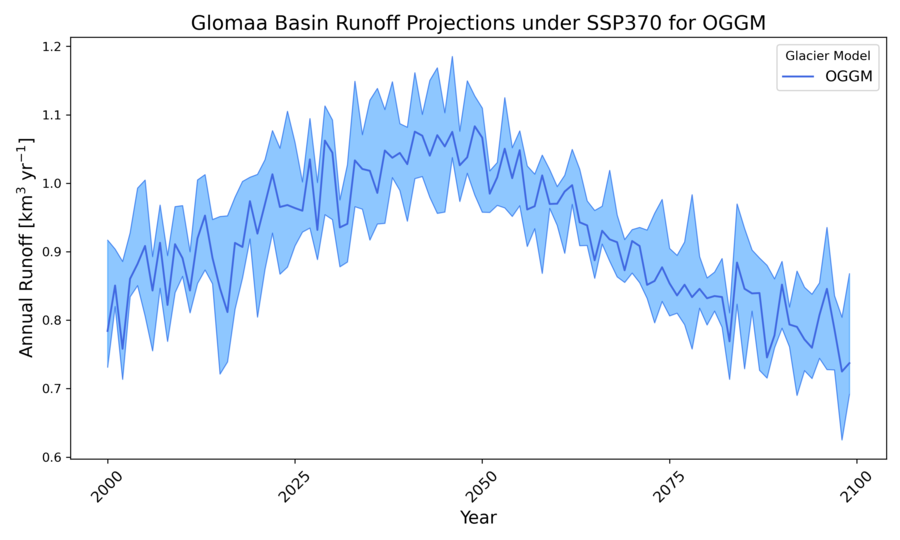 Glomaa Basin Runoff Projections under SSP370 for OGGM
Glacier Model
OGGM
Annual Runoff [km³ yr⁻¹]
1.2
1.1
1.0
0.9
0.8
0.7
0.6
2000
2025
2050
2075
2100
Year